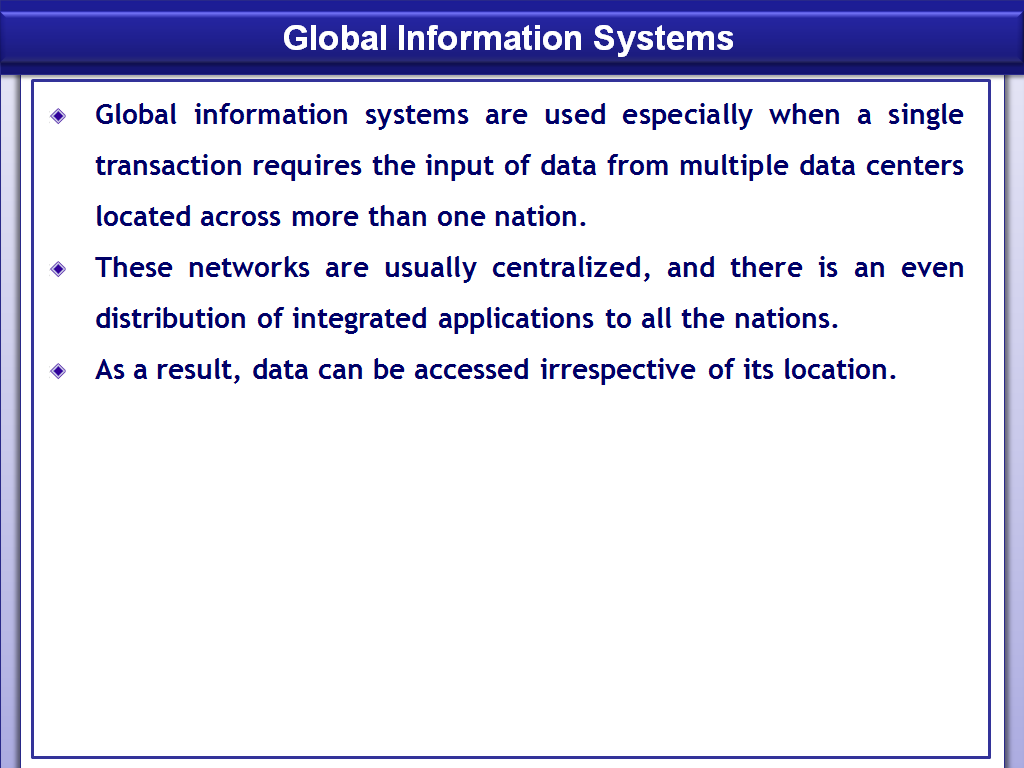 Global Information Systems
Global information systems are used especially when a single
transaction requires the input of data from multiple data centers
located across more than one nation.
These networks are usually centralized, and there is an even
distribution of integrated applications to all the nations.
As a result, data can be accessed irrespective of its location.